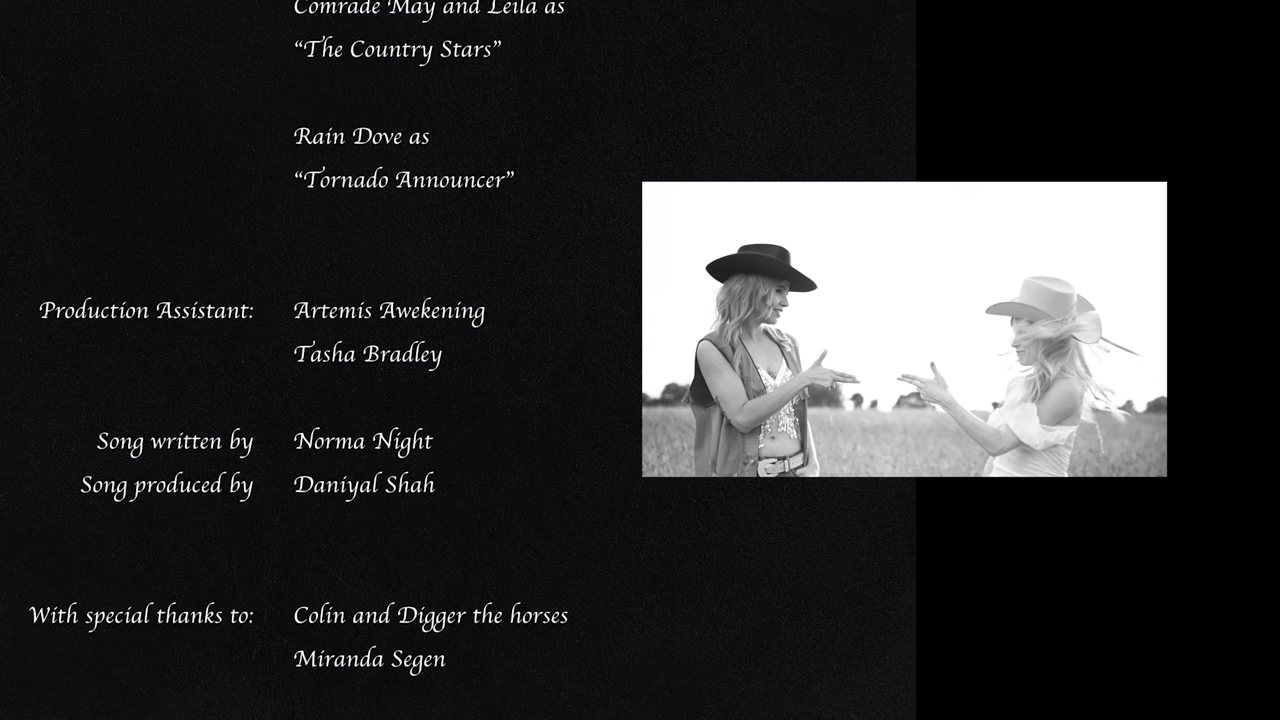 Comrade May and Leila as
“The Country Stars”
Rain Dove as
“Tornado Announcer”
Production Assistant: Artemis Awekening
Tasha Bradley
Song written by Norma Night
Song produced by Daniyal Shah
With special thanks to: Colin and Digger the horses
Miranda Segen